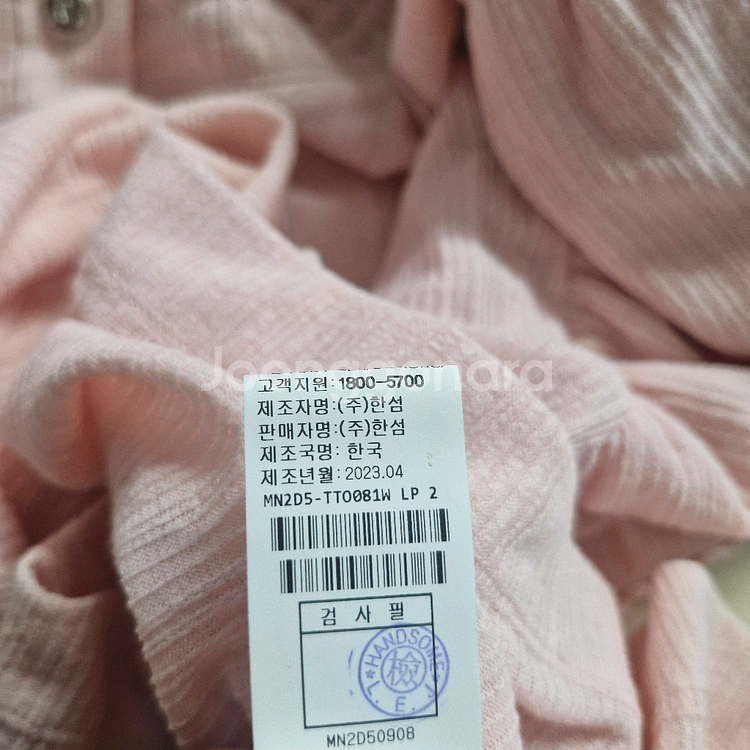 고객지원: 1800-5700
제조자명:(주)한섬
판매자명:(주)한섬
제조국명: 한국
제조년월: 2023.04
MN2D5-TTO081W LP 2
검 사 필
HANDSOME
檢
MN2D50908